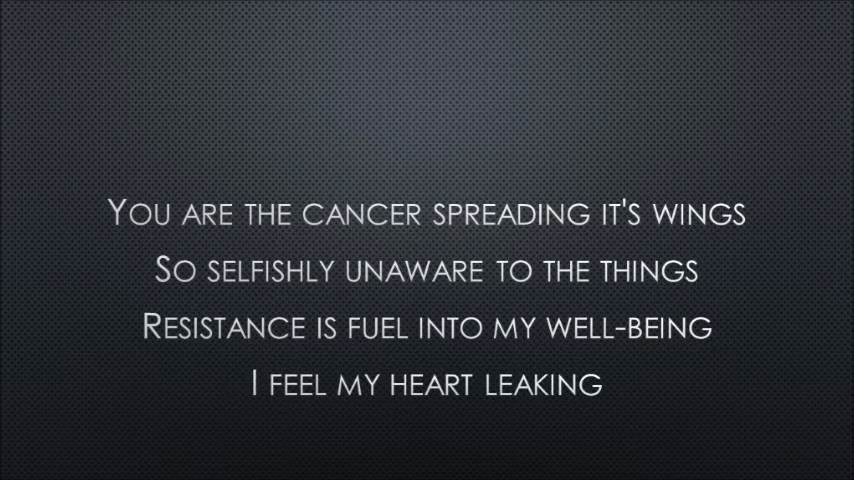 You are the cancer spreading it's wings
So selfishly unaware to the things
Resistance is fuel into my well-being
I feel my heart leaking